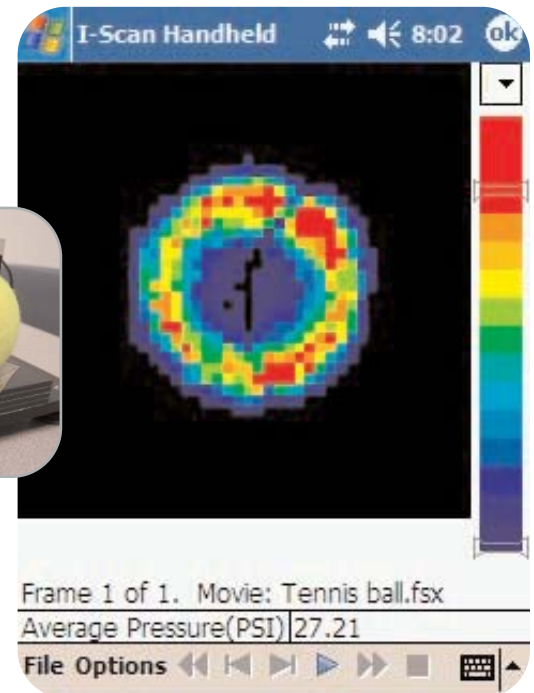 I-Scan Handheld 8:02 ok
Frame 1 of 1. Movie: Tennis ball.fsx
Average Pressure(PSI) 27.21
File Options